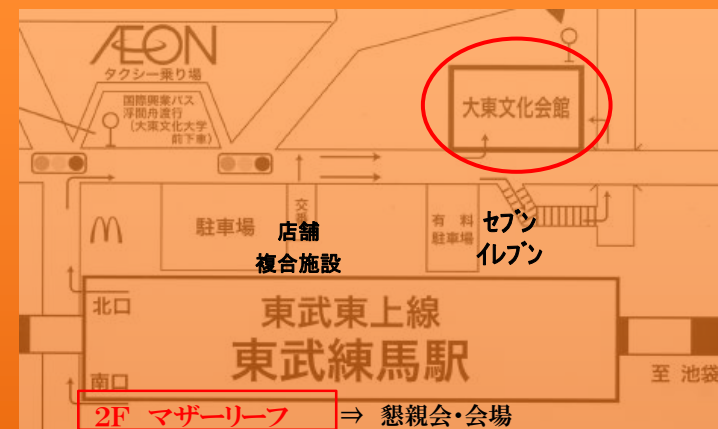 ÆON
タクシー乗り場
国際興業バス
浮間舟渡行
（大東文化大学
前下車）
大東文化会館
駐車場
交番
店舗
複合施設
有料
駐車場
セブン
イレブン
北口
東武東上線
東武練馬駅
至 池袋
南口
2F マザーリーフ ⇒ 懇親会・会場